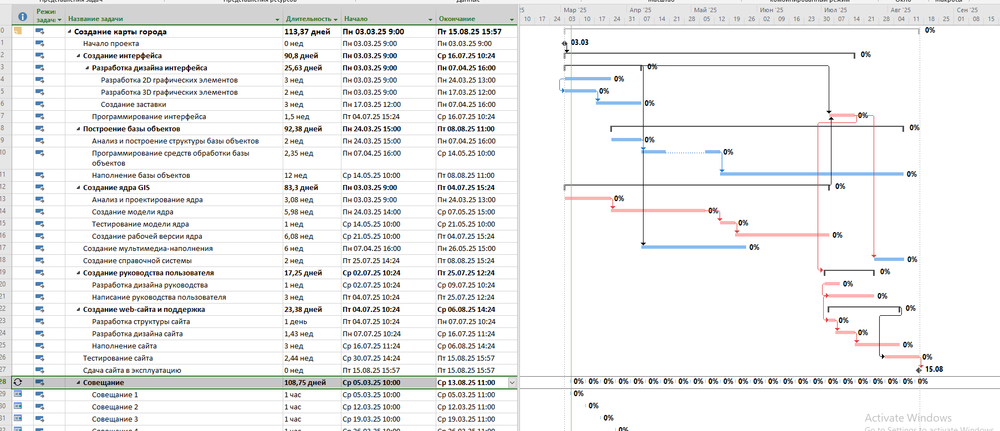 Представления задач Представления ресурсов Данные Масштаб Комбинированный режим Окно Макросы
Режим задачи Название задачи Длительность Начало Окончание
'25 Мар '25 Апр '25 Май '25 Июн '25 Июл '25 Авг '25 Сен '25
10 17 24 03 10 17 24 31 07 14 21 28 05 12 19 26 02 09 16 23 30 07 14 21 28 04 11 18 25 01 08 15
0 Создание карты города 113,37 дней Пн 03.03.25 9:00 Пт 15.08.25 15:57 0%
1 Начало проекта 0 нед Пн 03.03.25 9:00 Пн 03.03.25 9:00 03.03
2 Создание интерфейса 90,8 дней Пн 03.03.25 9:00 Ср 16.07.25 10:24 0%
3 Разработка дизайна интерфейса 25,63 дней Пн 03.03.25 9:00 Пн 07.04.25 16:00 0%
4 Разработка 2D графических элементов 3 нед Пн 03.03.25 9:00 Пн 24.03.25 13:00 0%
5 Разработка 3D графических элементов 2 нед Пн 03.03.25 9:00 Пн 17.03.25 12:00 0%
6 Создание заставки 3 нед Пн 17.03.25 12:00 Пн 07.04.25 16:00 0%
7 Программирование интерфейса 1,5 нед Пт 04.07.25 15:24 Ср 16.07.25 10:24 0%
8 Построение базы объектов 92,38 дней Пн 24.03.25 15:00 Пт 08.08.25 11:00 0%
9 Анализ и построение структуры базы объектов 2 нед Пн 24.03.25 15:00 Пн 07.04.25 16:00 0%
10 Программирование средств обработки базы 2,35 нед Пн 07.04.25 16:00 Ср 14.05.25 10:00 0%
объектов
11 Наполнение базы объектов 12 нед Ср 14.05.25 10:00 Пт 08.08.25 11:00 0%
12 Создание ядра GIS 83,3 дней Пн 03.03.25 9:00 Пт 04.07.25 15:24 0%
13 Анализ и проектирование ядра 3,08 нед Пн 03.03.25 9:00 Пн 24.03.25 13:00 0%
14 Создание модели ядра 5,98 нед Пн 24.03.25 14:00 Ср 07.05.25 15:00 0%
15 Тестирование модели ядра 1 нед Ср 14.05.25 10:00 Ср 21.05.25 10:00 0%
16 Создание рабочей версии ядра 6,08 нед Ср 21.05.25 10:00 Пт 04.07.25 15:24 0%
17 Создание мультимедиа-наполнения 6 нед Пн 07.04.25 16:00 Пн 26.05.25 15:00 0%
18 Создание справочной системы 2 нед Пт 25.07.25 14:24 Пт 08.08.25 15:24 0%
19 Создание руководства пользователя 17,25 дней Ср 02.07.25 10:24 Пт 25.07.25 12:24 0%
20 Разработка дизайна руководства 1 нед Ср 02.07.25 10:24 Ср 09.07.25 10:24 0%
21 Написание руководства пользователя 3 нед Пт 04.07.25 10:24 Пт 25.07.25 12:24 0%
22 Создание web-сайта и поддержка 23,38 дней Пт 04.07.25 10:24 Ср 06.08.25 14:24 0%
23 Разработка структуры сайта 1 день Пт 04.07.25 10:24 Пн 07.07.25 10:24 0%
24 Разработка дизайна сайта 1,43 нед Пн 07.07.25 10:24 Ср 16.07.25 11:24 0%
25 Наполнение сайта 3 нед Ср 16.07.25 11:24 Ср 06.08.25 14:24 0%
26 Тестирование сайта 2,44 нед Ср 30.07.25 14:24 Пт 15.08.25 15:57 0%
27 Сдача сайта в эксплуатацию 0 нед Пт 15.08.25 15:57 Пт 15.08.25 15:57 15.08
28 Совещание 108,75 дней Ср 05.03.25 10:00 Ср 13.08.25 11:00 0% 0% 0% 0% 0% 0% 0% 0% 0% 0% 0% 0% 0% 0% 0% 0% 0% 0% 0% 0% 0% 0% 0% 0%
29 Совещание 1 1 час Ср 05.03.25 10:00 Ср 05.03.25 11:00 0%
30 Совещание 2 1 час Ср 12.03.25 10:00 Ср 12.03.25 11:00 0%
31 Совещание 3 1 час Ср 19.03.25 10:00 Ср 19.03.25 11:00 0%
32 Совещание 4 1 час Ср 26.03.25 10:00 Ср 26.03.25 11:00 0%
Activate Windows
Go to Settings to activate Windows